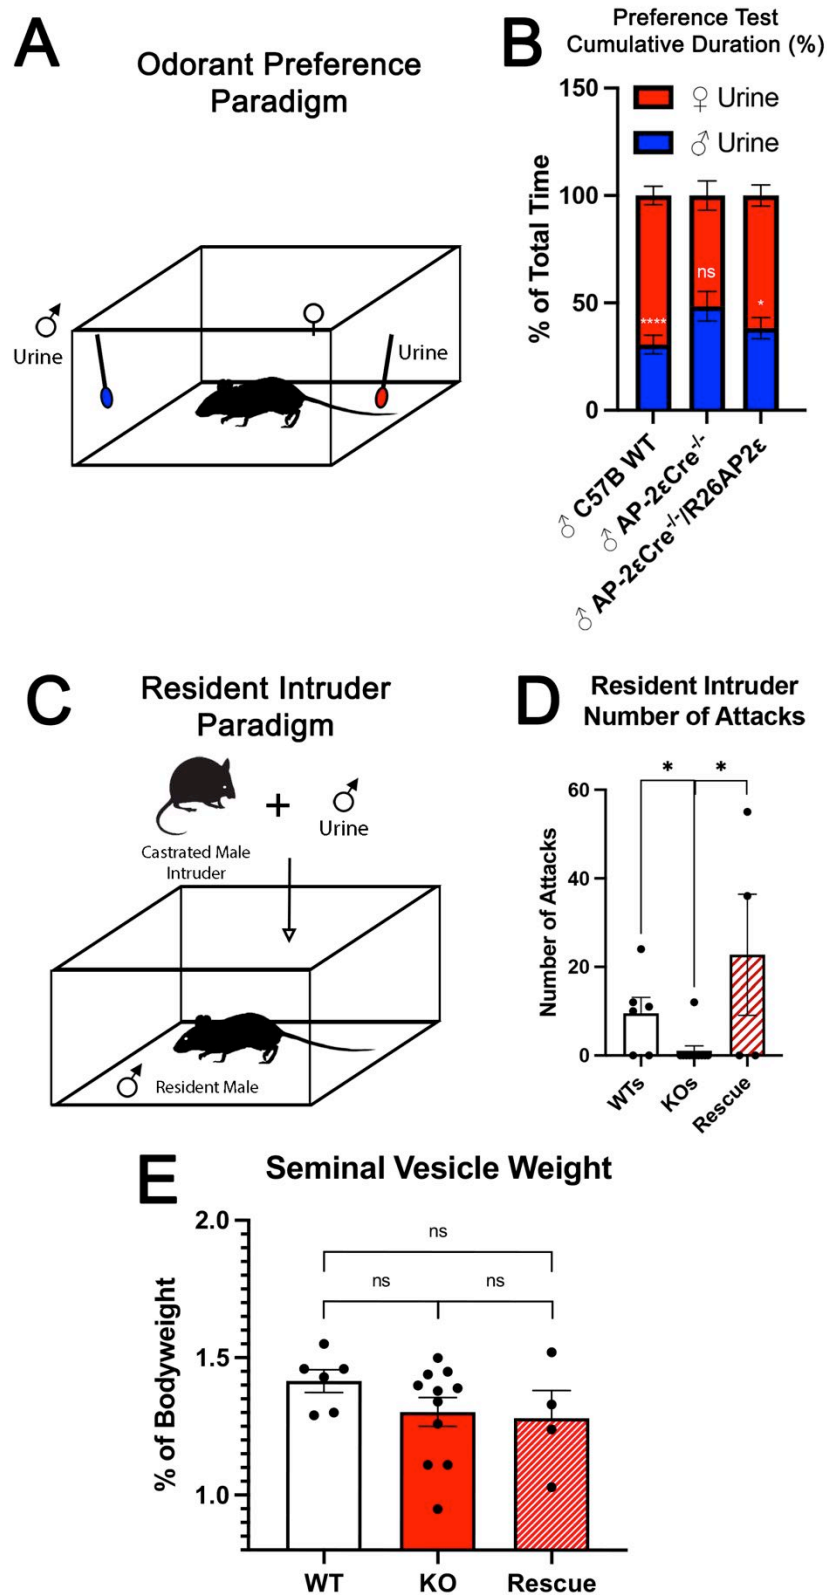 A
Odorant Preference
Paradigm
♂
Urine
♀
Urine
B
Preference Test
Cumulative Duration (%)
% of Total Time
150
100
50
0
♀ Urine
♂ Urine
****
ns
*
♂ C57B WT
♂ AP-2εCre-/-
♂ AP-2εCre-/-/R26AP2ε
C
Resident Intruder
Paradigm
+
♂
Urine
Castrated Male
Intruder
♂ Resident Male
D
Resident Intruder
Number of Attacks
Number of Attacks
60
40
20
0
* *
WTs
KOs
Rescue
E
Seminal Vesicle Weight
% of Bodyweight
2.0
1.5
1.0
ns
ns ns
WT KO Rescue